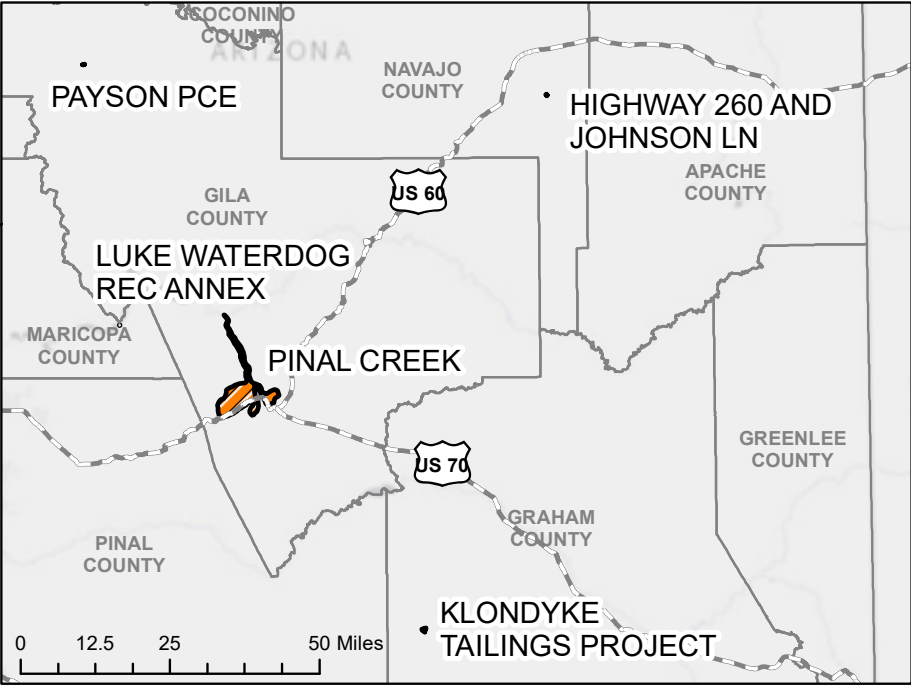 COCONINO
COUNTY
ARIZONA
NAVAJO
COUNTY
PAYSON PCE
HIGHWAY 260 AND
JOHNSON LN
APACHE
COUNTY
US 60
GILA
COUNTY
LUKE WATERDOG
REC ANNEX
MARICOPA
COUNTY
PINAL CREEK
GREENLEE
COUNTY
US 70
GRAHAM
COUNTY
PINAL
COUNTY
KLONDYKE
TAILINGS PROJECT
0 12.5 25 50 Miles